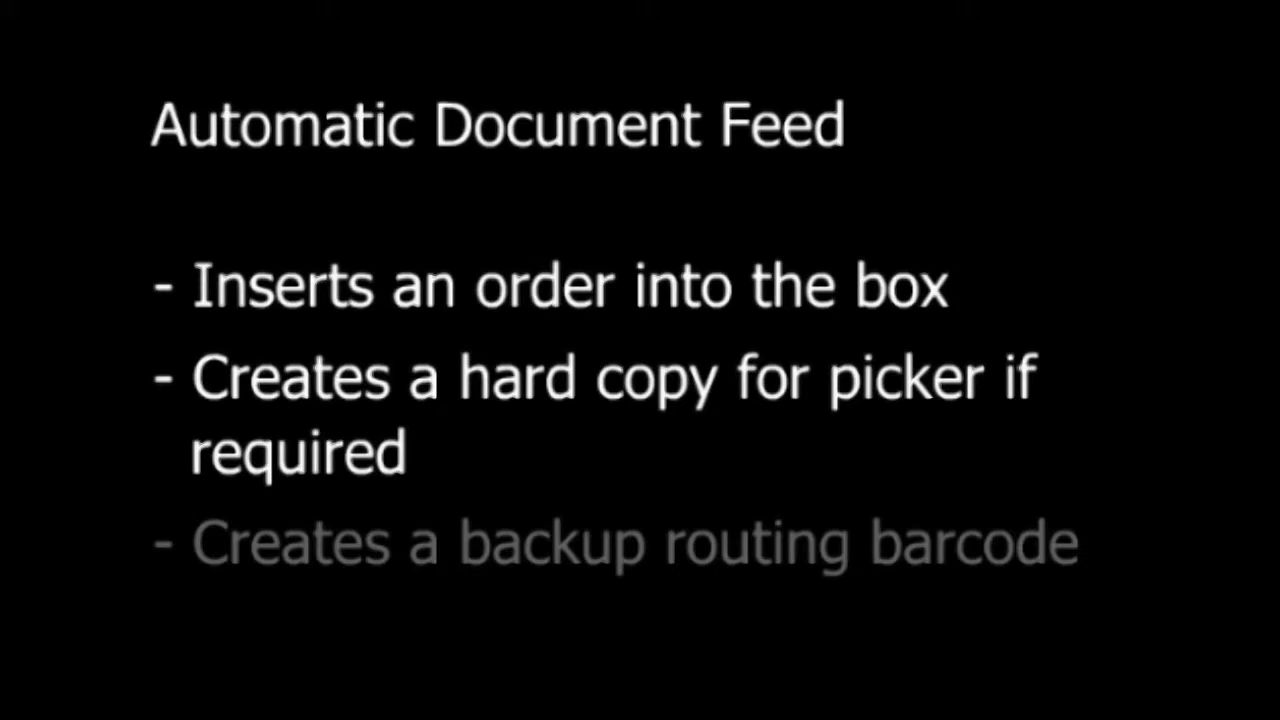 Automatic Document Feed
- Inserts an order into the box
- Creates a hard copy for picker if
required
- Creates a backup routing barcode